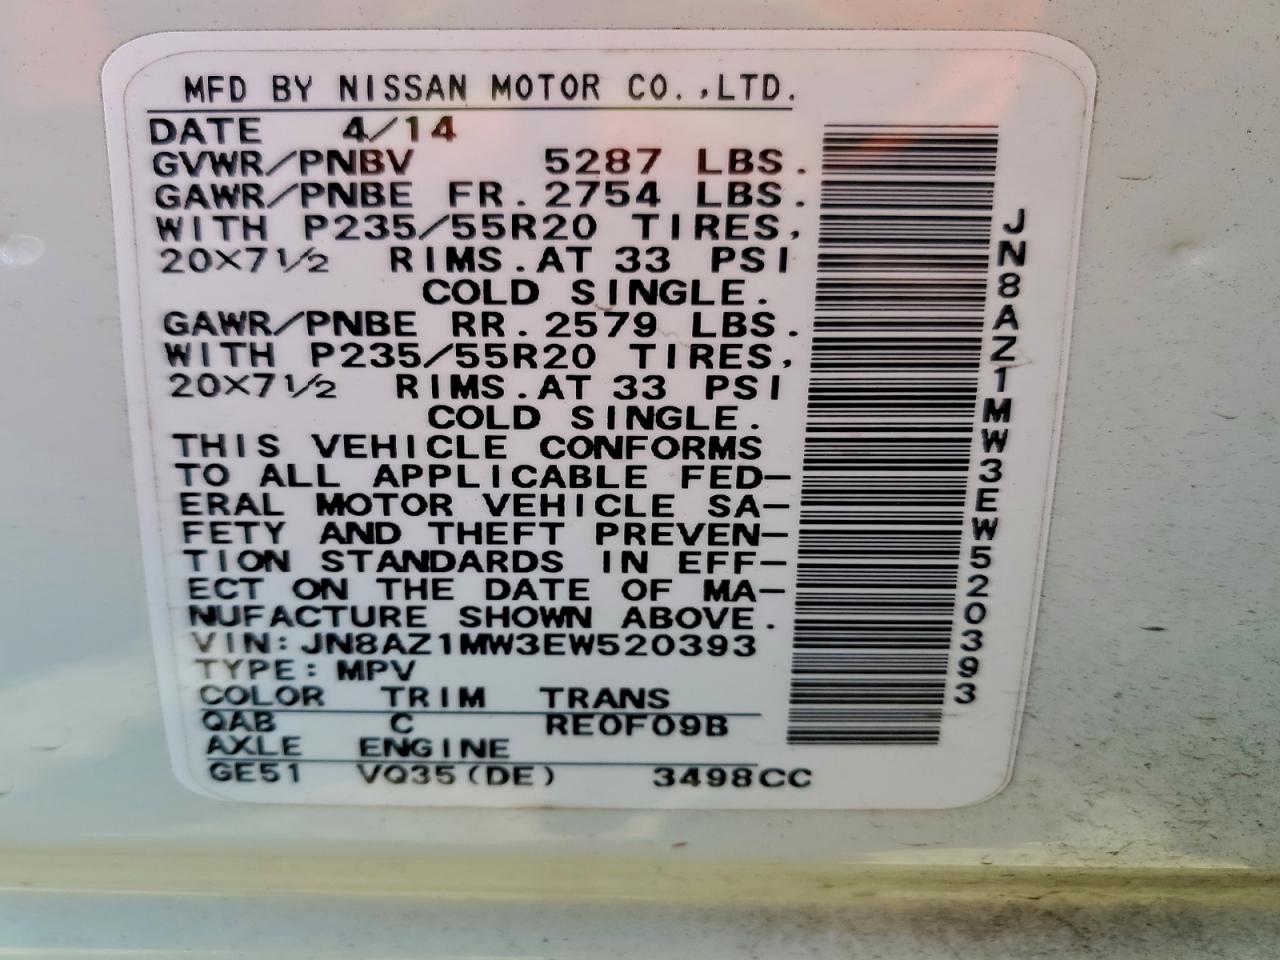 MFD BY NISSAN MOTOR CO.,LTD.
DATE 4/14
GVWR/PNBV 5287 LBS.
GAWR/PNBE FR. 2754 LBS.
WITH P235/55R20 TIRES,
20X7 1/2 RIMS.AT 33 PSI
COLD SINGLE.
GAWR/PNBE RR. 2579 LBS.
WITH P235/55R20 TIRES,
20X7 1/2 RIMS.AT 33 PSI
COLD SINGLE.
THIS VEHICLE CONFORMS
TO ALL APPLICABLE FED-
ERAL MOTOR VEHICLE SA-
FETY AND THEFT PREVEN-
TION STANDARDS IN EFF-
ECT ON THE DATE OF MA-
NUFACTURE SHOWN ABOVE.
VIN:JN8AZ1MW3EW520393
TYPE:MPV
COLOR TRIM TRANS
QAB C RE0F09B
AXLE ENGINE
GE51 VQ35(DE) 3498CC
JN8AZ1MW3EW520393